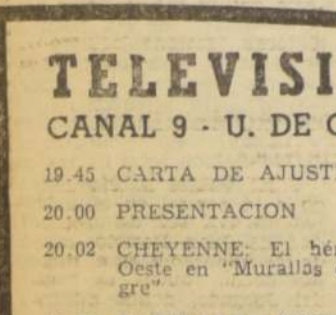 TELEVISI
CANAL 9 - U. DE C
19.45 CARTA DE AJUST
20.00 PRESENTACION
20.02 CHEYENNE: El hé
Oeste en "Murallas
gre"